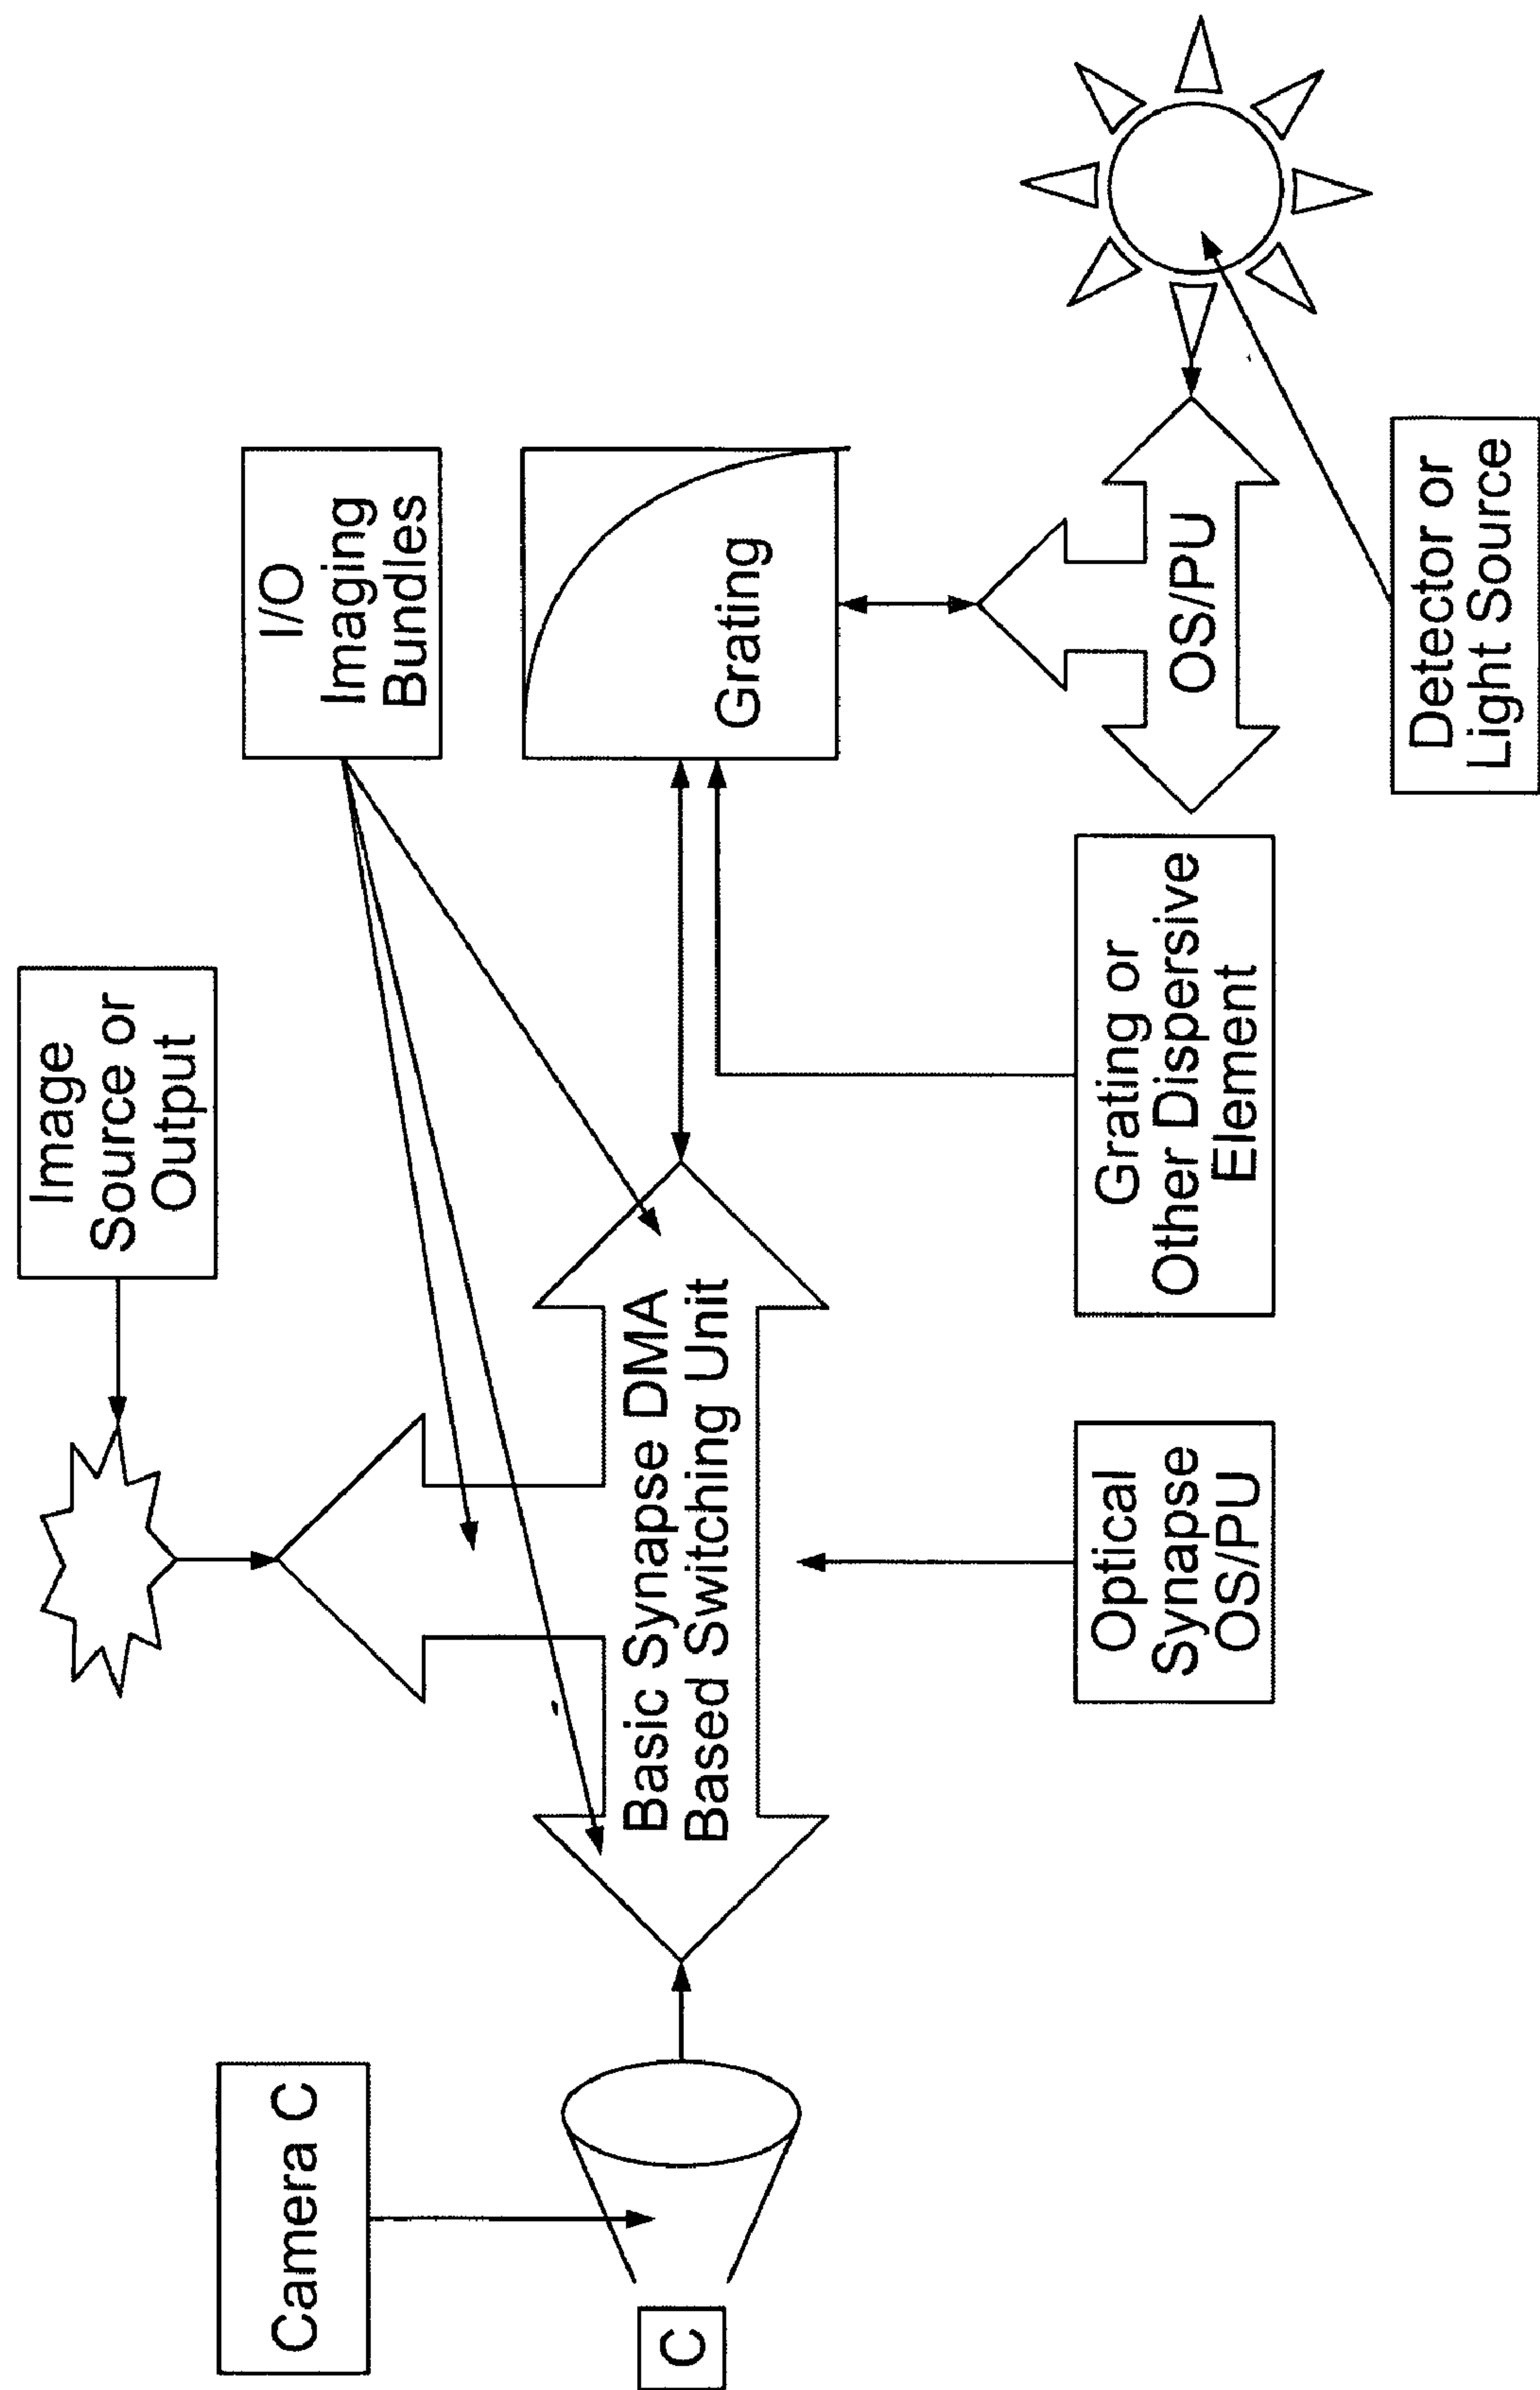 Camera C
C
Image
Source or
Output
I/O
Imaging
Bundles
Basic Synapse DMA
Based Switching Unit
Grating
Optical
Synapse
OS/PU
Grating or
Other Dispersive
Element
OS/PU
Detector or
Light Source